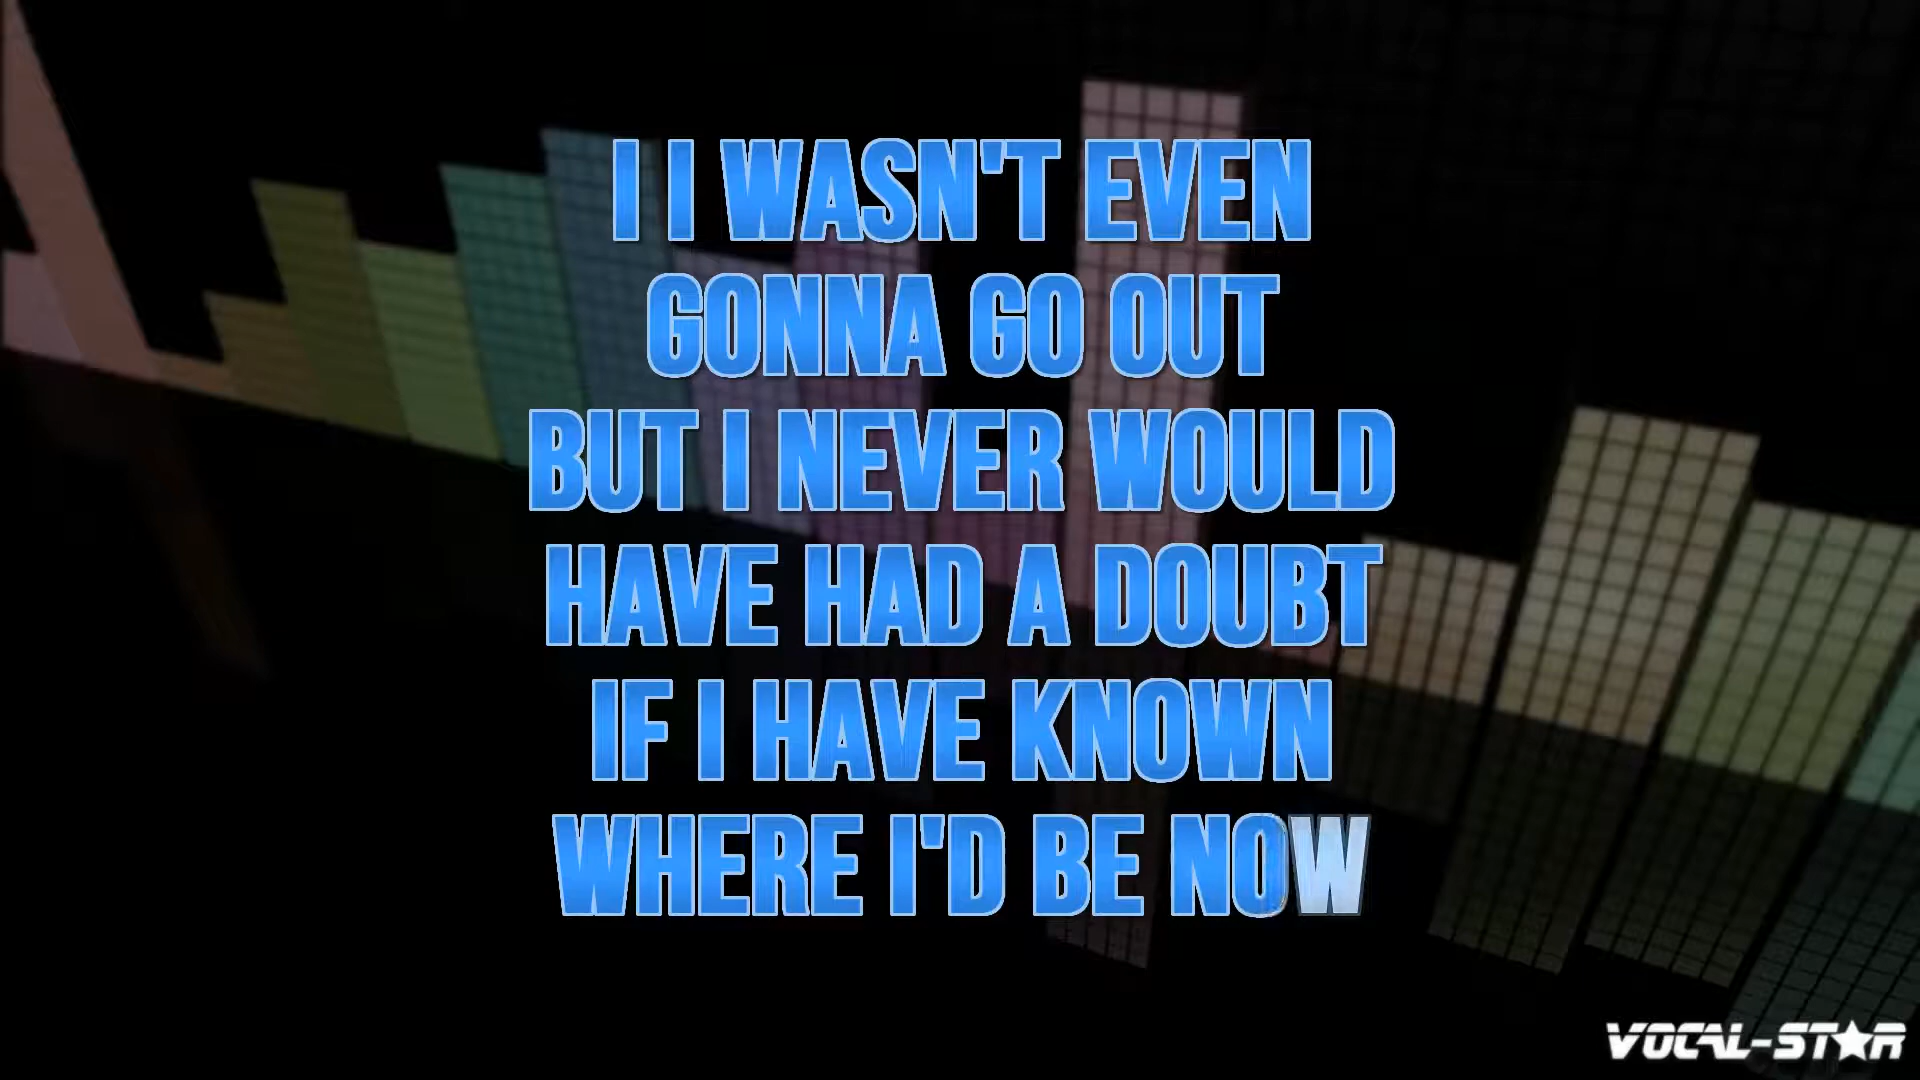 I I WASN'T EVEN
GONNA GO OUT
BUT I NEVER WOULD
HAVE HAD A DOUBT
IF I HAVE KNOWN
WHERE I'D BE NOW
VOCAL-STAR